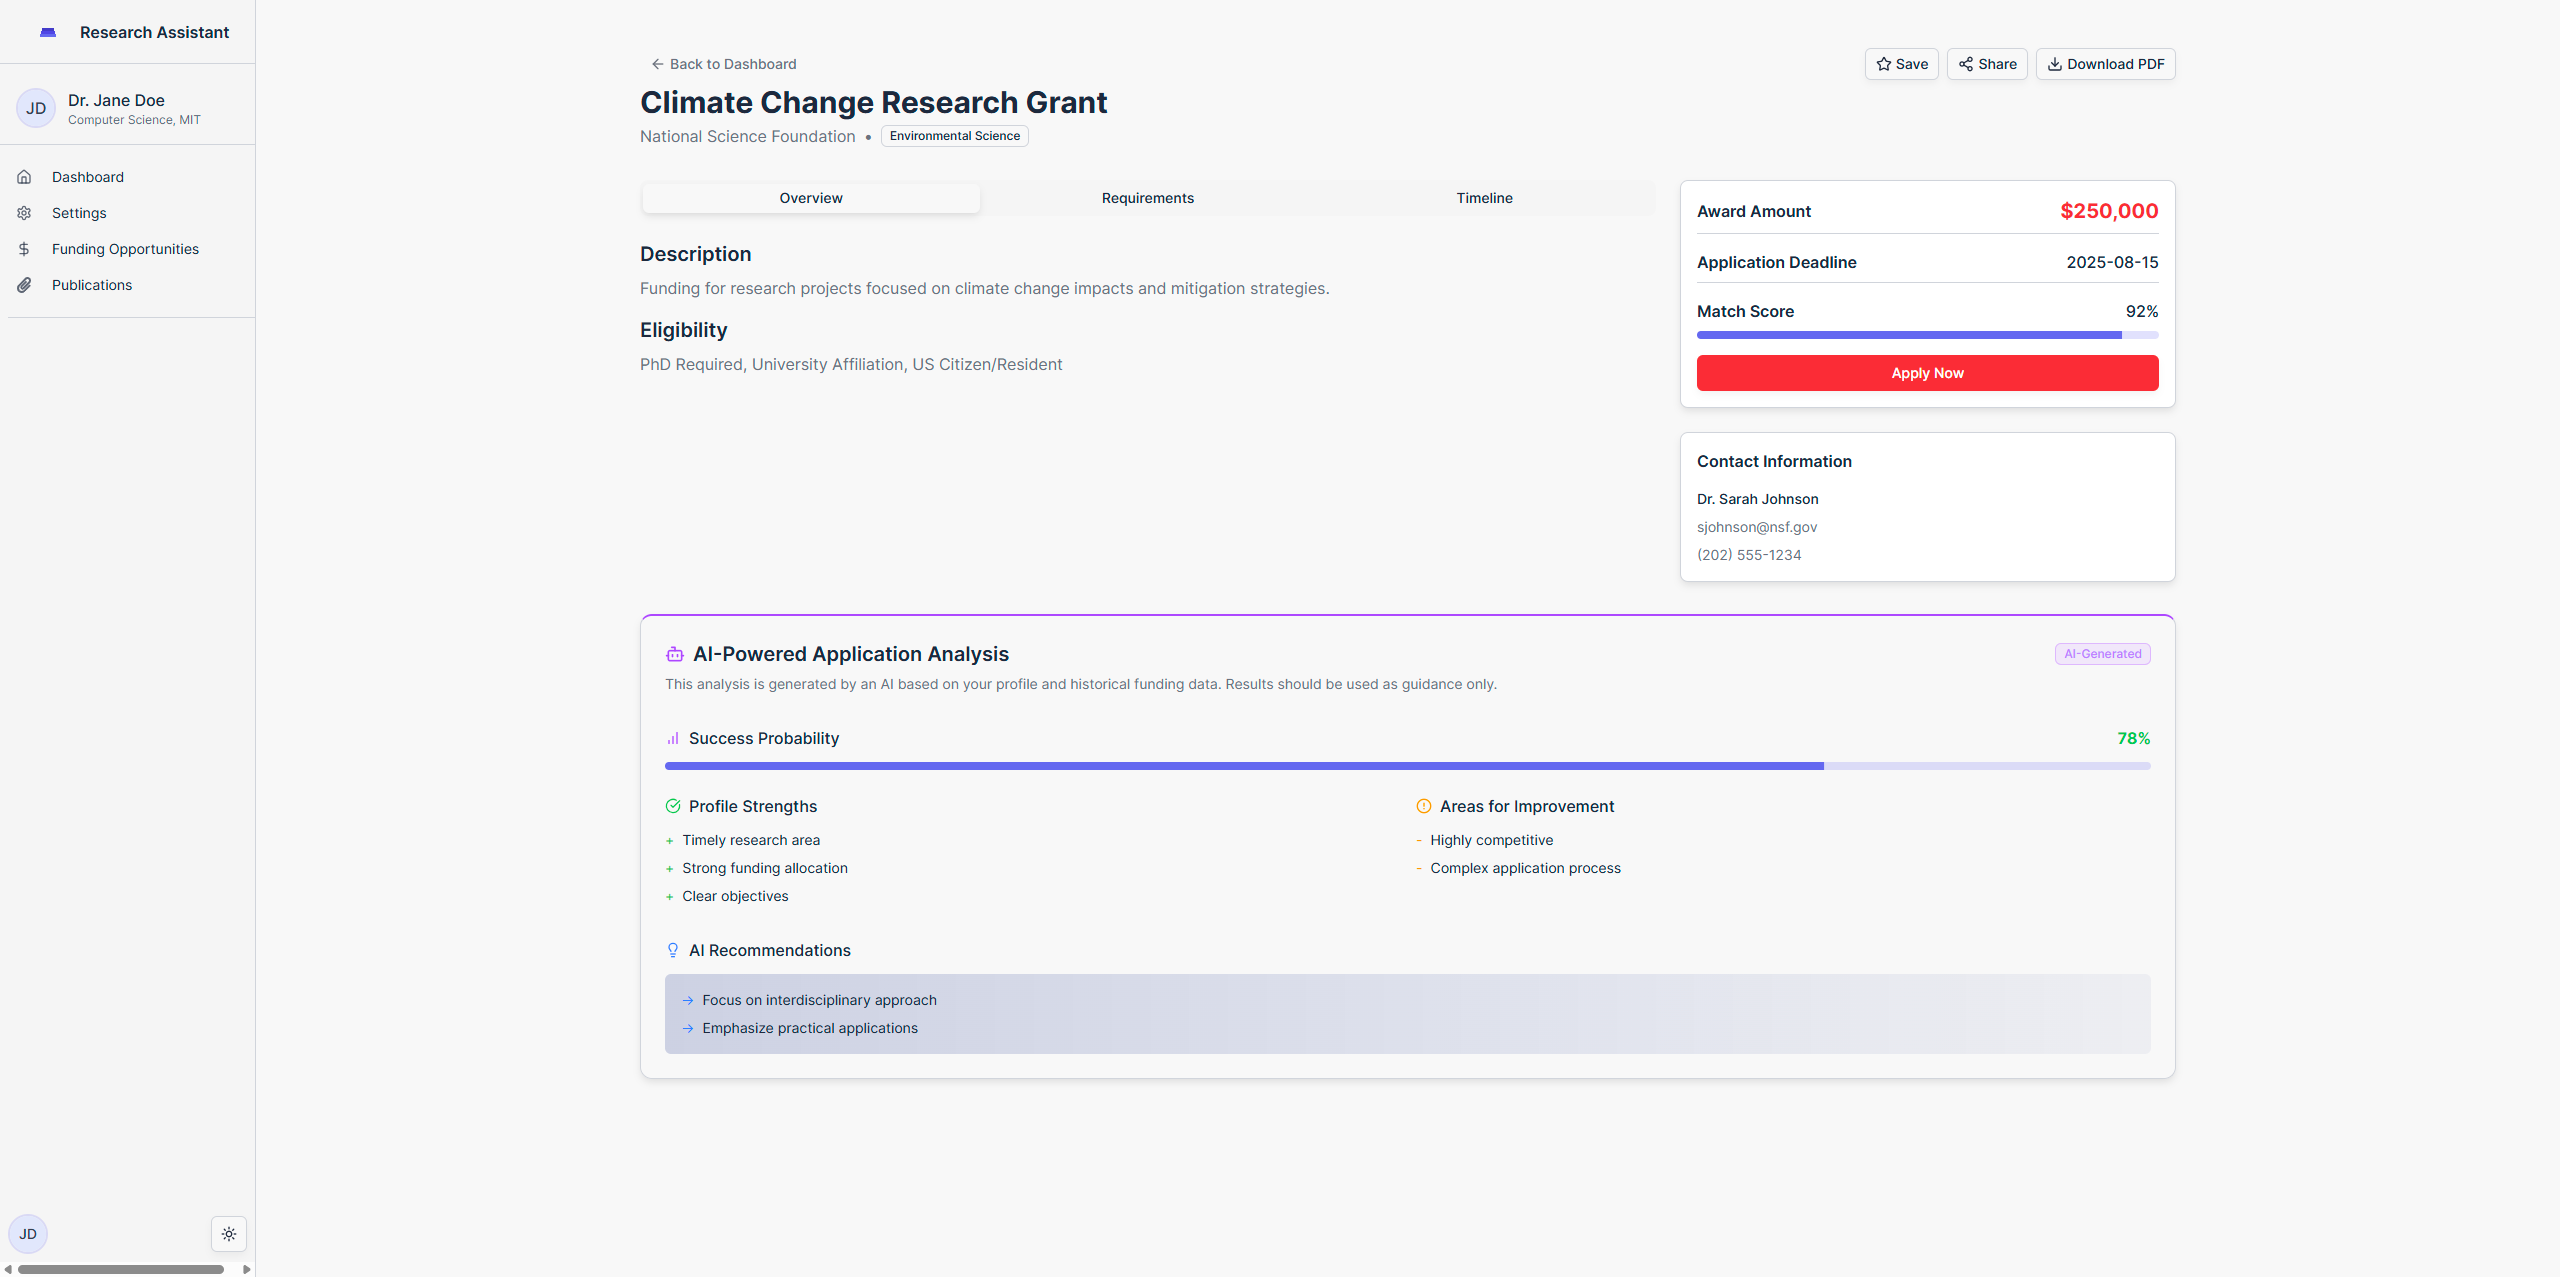 Research Assistant
JD
Dr. Jane Doe
Computer Science, MIT
Dashboard
Settings
Funding Opportunities
Publications
JD
Back to Dashboard
Save
Share
Download PDF
Climate Change Research Grant
National Science Foundation • Environmental Science
Overview
Requirements
Timeline
Description
Funding for research projects focused on climate change impacts and mitigation strategies.
Eligibility
PhD Required, University Affiliation, US Citizen/Resident
Award Amount $250,000
Application Deadline 2025-08-15
Match Score 92%
Apply Now
Contact Information
Dr. Sarah Johnson
sjohnson@nsf.gov
(202) 555-1234
AI-Powered Application Analysis
AI-Generated
This analysis is generated by an AI based on your profile and historical funding data. Results should be used as guidance only.
Success Probability 78%
Profile Strengths
+ Timely research area
+ Strong funding allocation
+ Clear objectives
Areas for Improvement
- Highly competitive
- Complex application process
AI Recommendations
→ Focus on interdisciplinary approach
→ Emphasize practical applications